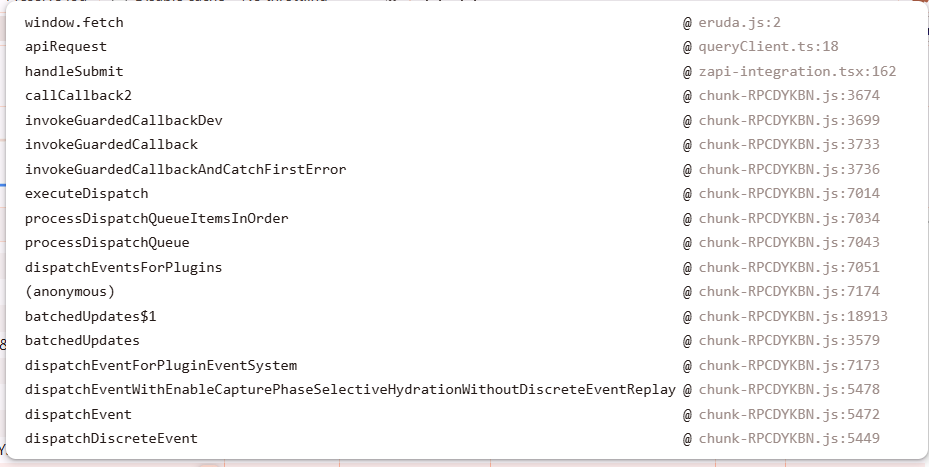 window.fetch @ eruda.js:2
apiRequest @ queryClient.ts:18
handleSubmit @ zapi-integration.tsx:162
callCallback2 @ chunk-RPCDYKBN.js:3674
invokeGuardedCallbackDev @ chunk-RPCDYKBN.js:3699
invokeGuardedCallback @ chunk-RPCDYKBN.js:3733
invokeGuardedCallbackAndCatchFirstError @ chunk-RPCDYKBN.js:3736
executeDispatch @ chunk-RPCDYKBN.js:7014
processDispatchQueueItemsInOrder @ chunk-RPCDYKBN.js:7034
processDispatchQueue @ chunk-RPCDYKBN.js:7043
dispatchEventsForPlugins @ chunk-RPCDYKBN.js:7051
(anonymous) @ chunk-RPCDYKBN.js:7174
batchedUpdates$1 @ chunk-RPCDYKBN.js:18913
batchedUpdates @ chunk-RPCDYKBN.js:3579
dispatchEventForPluginEventSystem @ chunk-RPCDYKBN.js:7173
dispatchEventWithEnableCapturePhaseSelectiveHydrationWithoutDiscreteEventReplay @ chunk-RPCDYKBN.js:5478
dispatchEvent @ chunk-RPCDYKBN.js:5472
dispatchDiscreteEvent @ chunk-RPCDYKBN.js:5449